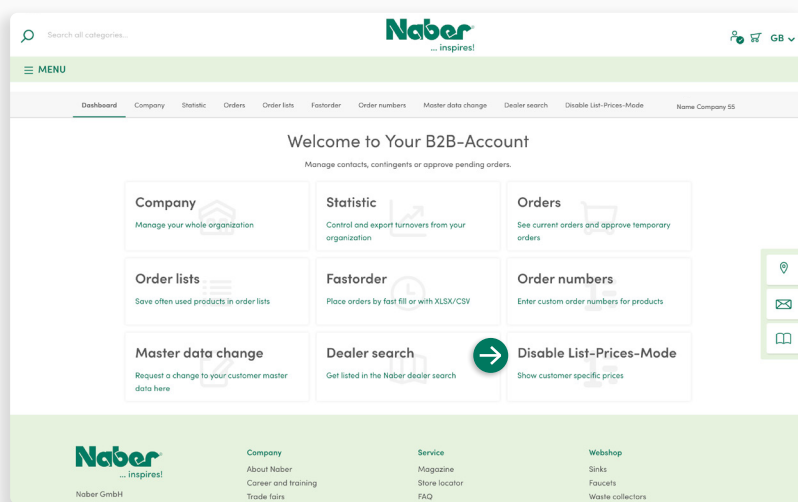 Search all categories...
Naber
... inspires!
GB
MENU
Dashboard Company Statistic Orders Order lists Fastorder Order numbers Master data change Dealer search Disable List-Prices-Mode Name Company 55
Welcome to Your B2B-Account
Manage contacts, contingents or approve pending orders.
Company
Manage your whole organization
Statistic
Control and export turnovers from your
organization
Orders
See current orders and approve temporary
orders
Order lists
Save often used products in order lists
Fastorder
Place orders by fast fill or with XLSX/CSV
Order numbers
Enter custom order numbers for products
Master data change
Request a change to your customer master
data here
Dealer search
Get listed in the Naber dealer search
Disable List-Prices-Mode
Show customer specific prices
Naber
... inspires!
Naber GmbH
Company
About Naber
Career and training
Trade fairs
Service
Magazine
Store locator
FAQ
Webshop
Sinks
Faucets
Waste collectors